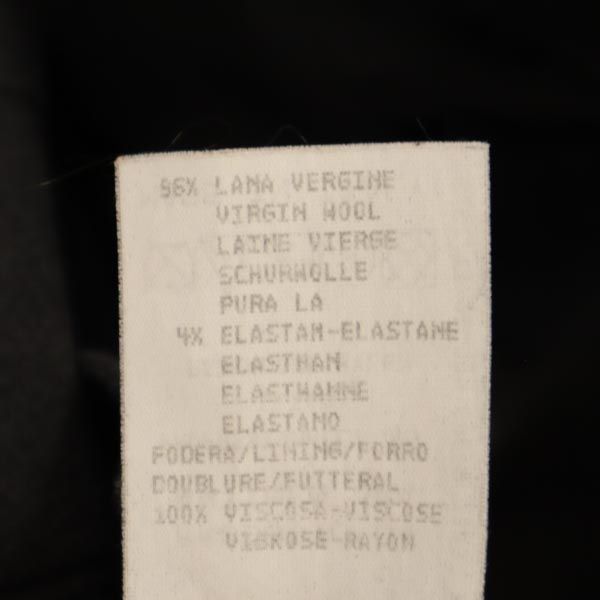 96% LANA VERGINE
VIRGIN WOOL
LAINE VIERGE
SCHURWOLLE
PURA LA
4% ELASTAN-ELASTANE
ELASTHAN
ELASTHANNE
ELASTANO
FODERA/LINING/FORRO
DOUBLURE/FUTTERAL
100% VISCOSA-VISCOSE
VISKOSE-RAYON